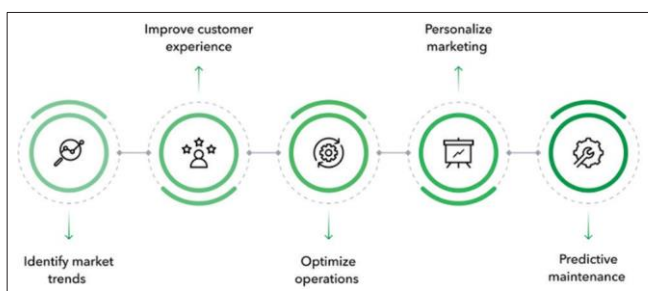 Improve customer
experience
Personalize
marketing
Identify market
trends
Optimize
operations
Predictive
maintenance